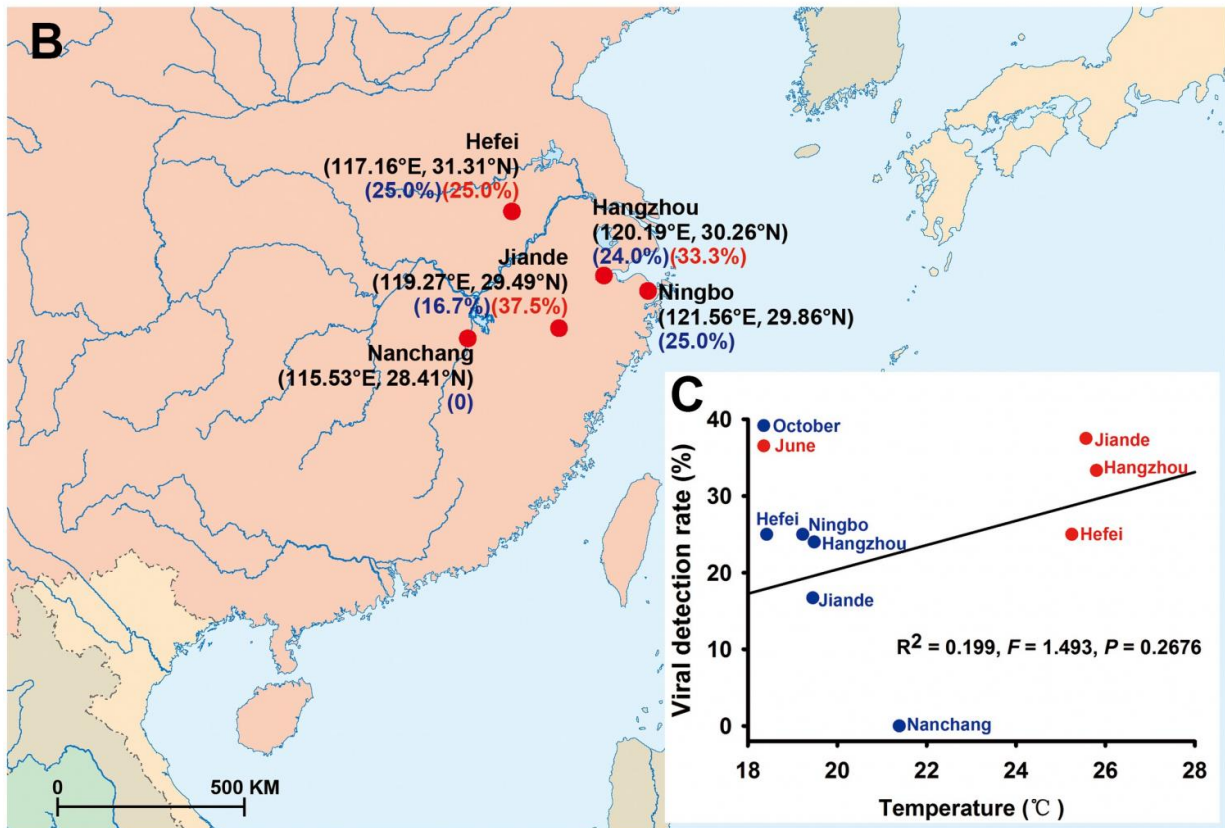 B
Hefei
(117.16°E, 31.31°N)
(25.0%)(25.0%)
Hangzhou
(120.19°E, 30.26°N)
(24.0%)(33.3%)
Jiande
(119.27°E, 29.49°N)
(16.7%)(37.5%)
Ningbo
(121.56°E, 29.86°N)
(25.0%)
Nanchang
(115.53°E, 28.41°N)
(0)
0 500 KM
C
Viral detection rate (%)
40
30
20
10
0
October
June
Jiande
Hangzhou
Hefei
Ningbo
Hangzhou
Hefei
Jiande
R² = 0.199, F = 1.493, P = 0.2676
Nanchang
18 20 22 24 26 28
Temperature (℃)